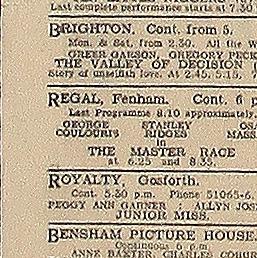 Last complete performance starts at 7.30
BRIGHTON. Cont. from 5.
Mon. & Sat. from 2.30. All the W
GREER GARSON, GREGORY PECK
THE VALLEY OF DECISION
Story of unselfish love. At 2.45, 5.15, 7
REGAL, Fenham. Cont. 6 p
Last Programme 8.10 approximately.
GEORGE STANLEY OSA
COULOURIS RIDGES MASS
in
THE MASTER RACE
at 6.25 and 8.35.
ROYALTY, Gosforth.
Cont. 5.30 p.m. Phone 51065-6.
PEGGY ANN GARNER : ALLYN JOS
JUNIOR MISS.
BENSHAM PICTURE HOUSE.
Continuous 6 p.m.
ANNE BAXTER, CHARLES COBUR